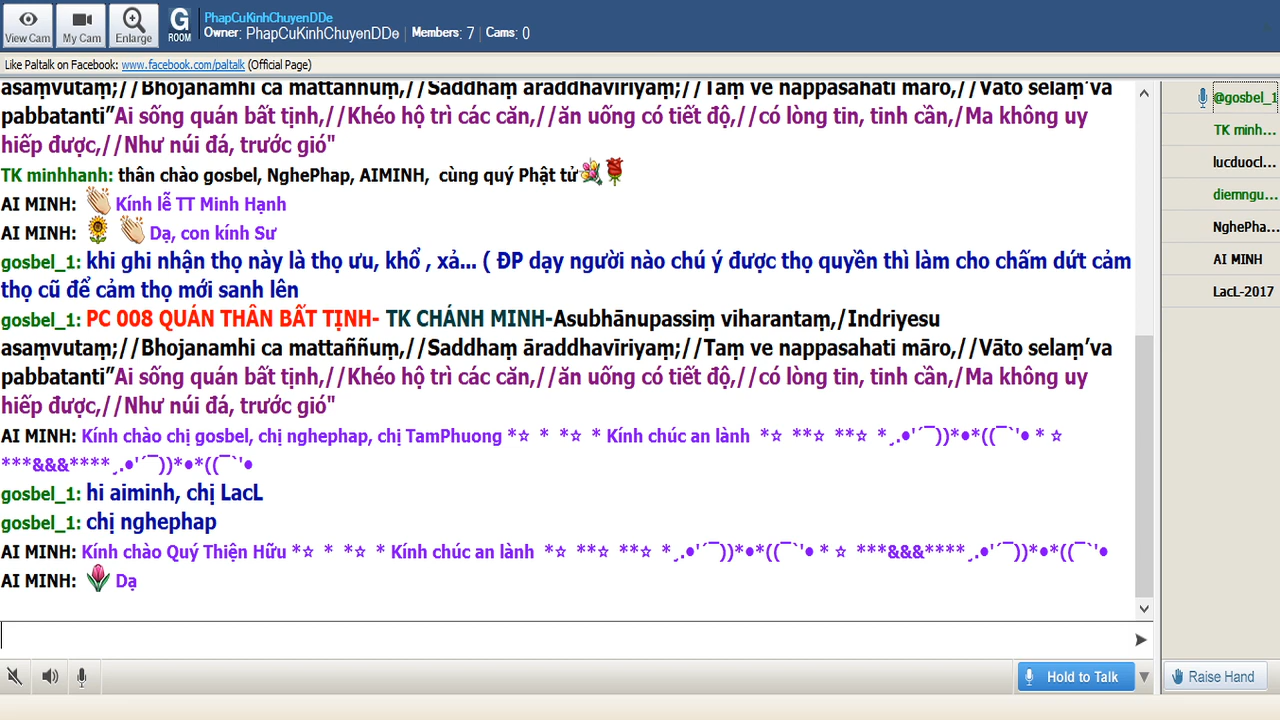 View Cam
My Cam
Enlarge
G
ROOM
PhapCuKinhChuyenDDe
Owner: PhapCuKinhChuyenDDe | Members: 7 | Cams: 0
Like Paltalk on Facebook: www.facebook.com/paltalk (Official Page)
asaṃvutaṃ;//Bhojanamhi ca mattaññuṃ,//Saddhaṃ āraddhavīriyaṃ;//Taṃ ve nappasahati māro,//Vāto selaṃ’va
pabbatanti”Ai sống quán bất tịnh,//Khéo hộ trì các căn,//ăn uống có tiết độ,//có lòng tin, tinh cần,/Ma không uy
hiếp được,//Như núi đá, trước gió"
TK minhhanh: thân chào gosbel, NghePhap, AIMINH, cùng quý Phật tử
AI MINH: Kính lễ TT Minh Hạnh
AI MINH: Dạ, con kính Sư
gosbel_1: khi ghi nhận thọ này là thọ ưu, khổ , xả... ( ĐP dạy người nào chú ý được thọ quyền thì làm cho chấm dứt cảm
thọ cũ để cảm thọ mới sanh lên
gosbel_1: PC 008 QUÁN THÂN BẤT TỊNH- TK CHÁNH MINH-Asubhānupassiṃ viharantaṃ,/Indriyesu
asaṃvutaṃ;//Bhojanamhi ca mattaññuṃ,//Saddhaṃ āraddhavīriyaṃ;//Taṃ ve nappasahati māro,//Vāto selaṃ’va
pabbatanti”Ai sống quán bất tịnh,//Khéo hộ trì các căn,//ăn uống có tiết độ,//có lòng tin, tinh cần,/Ma không uy
hiếp được,//Như núi đá, trước gió"
AI MINH: Kính chào chị gosbel, chị nghephap, chị TamPhuong *☆ * *☆ * Kính chúc an lành *☆ **☆ **☆ *¸.•'´¯))*•*((¯`'• * ☆
***&&&****¸.•'´¯))*•*((¯`'•
gosbel_1: hi aiminh, chị LacL
gosbel_1: chị nghephap
AI MINH: Kính chào Quý Thiện Hữu *☆ * *☆ * Kính chúc an lành *☆ **☆ **☆ *¸.•'´¯))*•*((¯`'• * ☆ ***&&&****¸.•'´¯))*•*((¯`'•
AI MINH: Dạ
@gosbel_1
TK minh...
lucduocl...
diemngu...
NghePha...
AI MINH
LacL-2017
Hold to Talk
Raise Hand